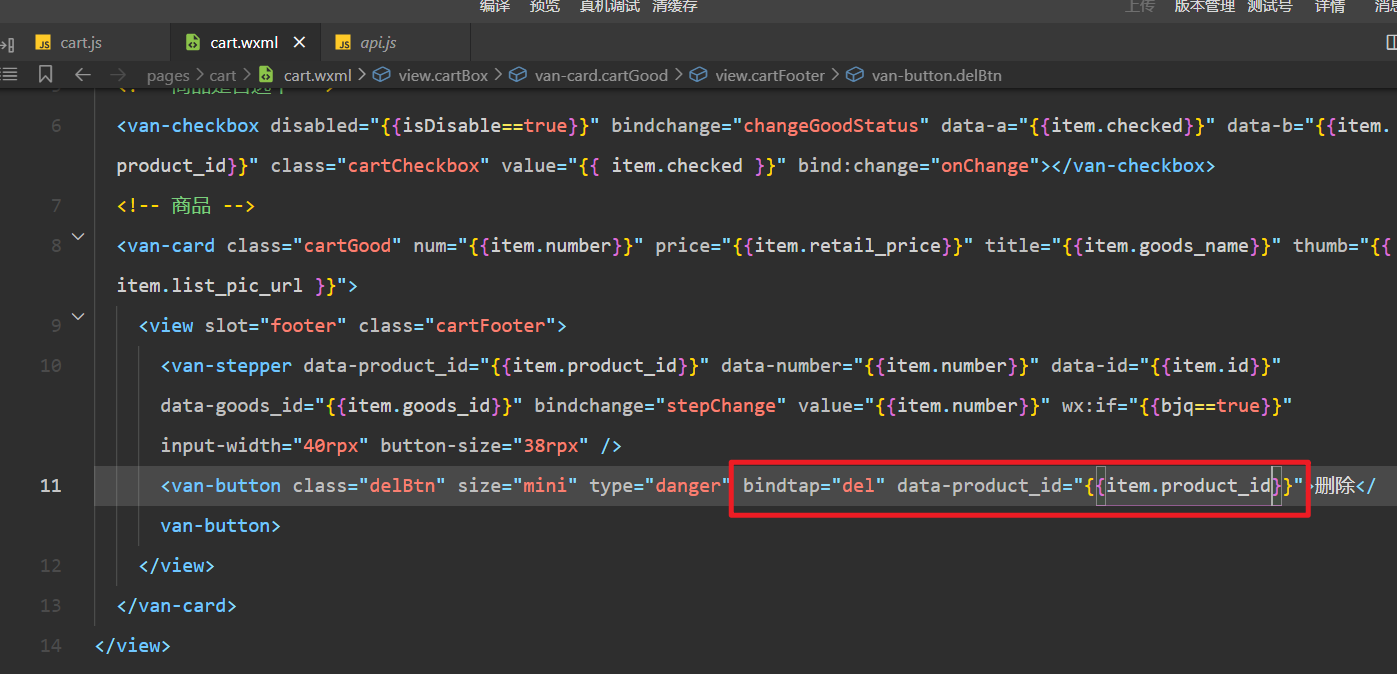 编译 预览 真机调试 清缓存 上传 版本管理 测试号 详情
JS cart.js cart.wxml × JS api.js
pages > cart > cart.wxml > view.cartBox > van-card.cartGood > view.cartFooter > van-button.delBtn
6 <van-checkbox disabled="{{isDisable==true}}" bindchange="changeGoodStatus" data-a="{{item.checked}}" data-b="{{item.
product_id}}" class="cartCheckbox" value="{{ item.checked }}" bind:change="onChange"></van-checkbox>
7 <!-- 商品 -->
8 <van-card class="cartGood" num="{{item.number}}" price="{{item.retail_price}}" title="{{item.goods_name}}" thumb="{{
item.list_pic_url }}">
9 <view slot="footer" class="cartFooter">
10 <van-stepper data-product_id="{{item.product_id}}" data-number="{{item.number}}" data-id="{{item.id}}"
data-goods_id="{{item.goods_id}}" bindchange="stepChange" value="{{item.number}}" wx:if="{{bjq==true}}"
input-width="40rpx" button-size="38rpx" />
11 <van-button class="delBtn" size="mini" type="danger" bindtap="del" data-product_id="{{item.product_id}}">删除</
van-button>
12 </view>
13 </van-card>
14 </view>